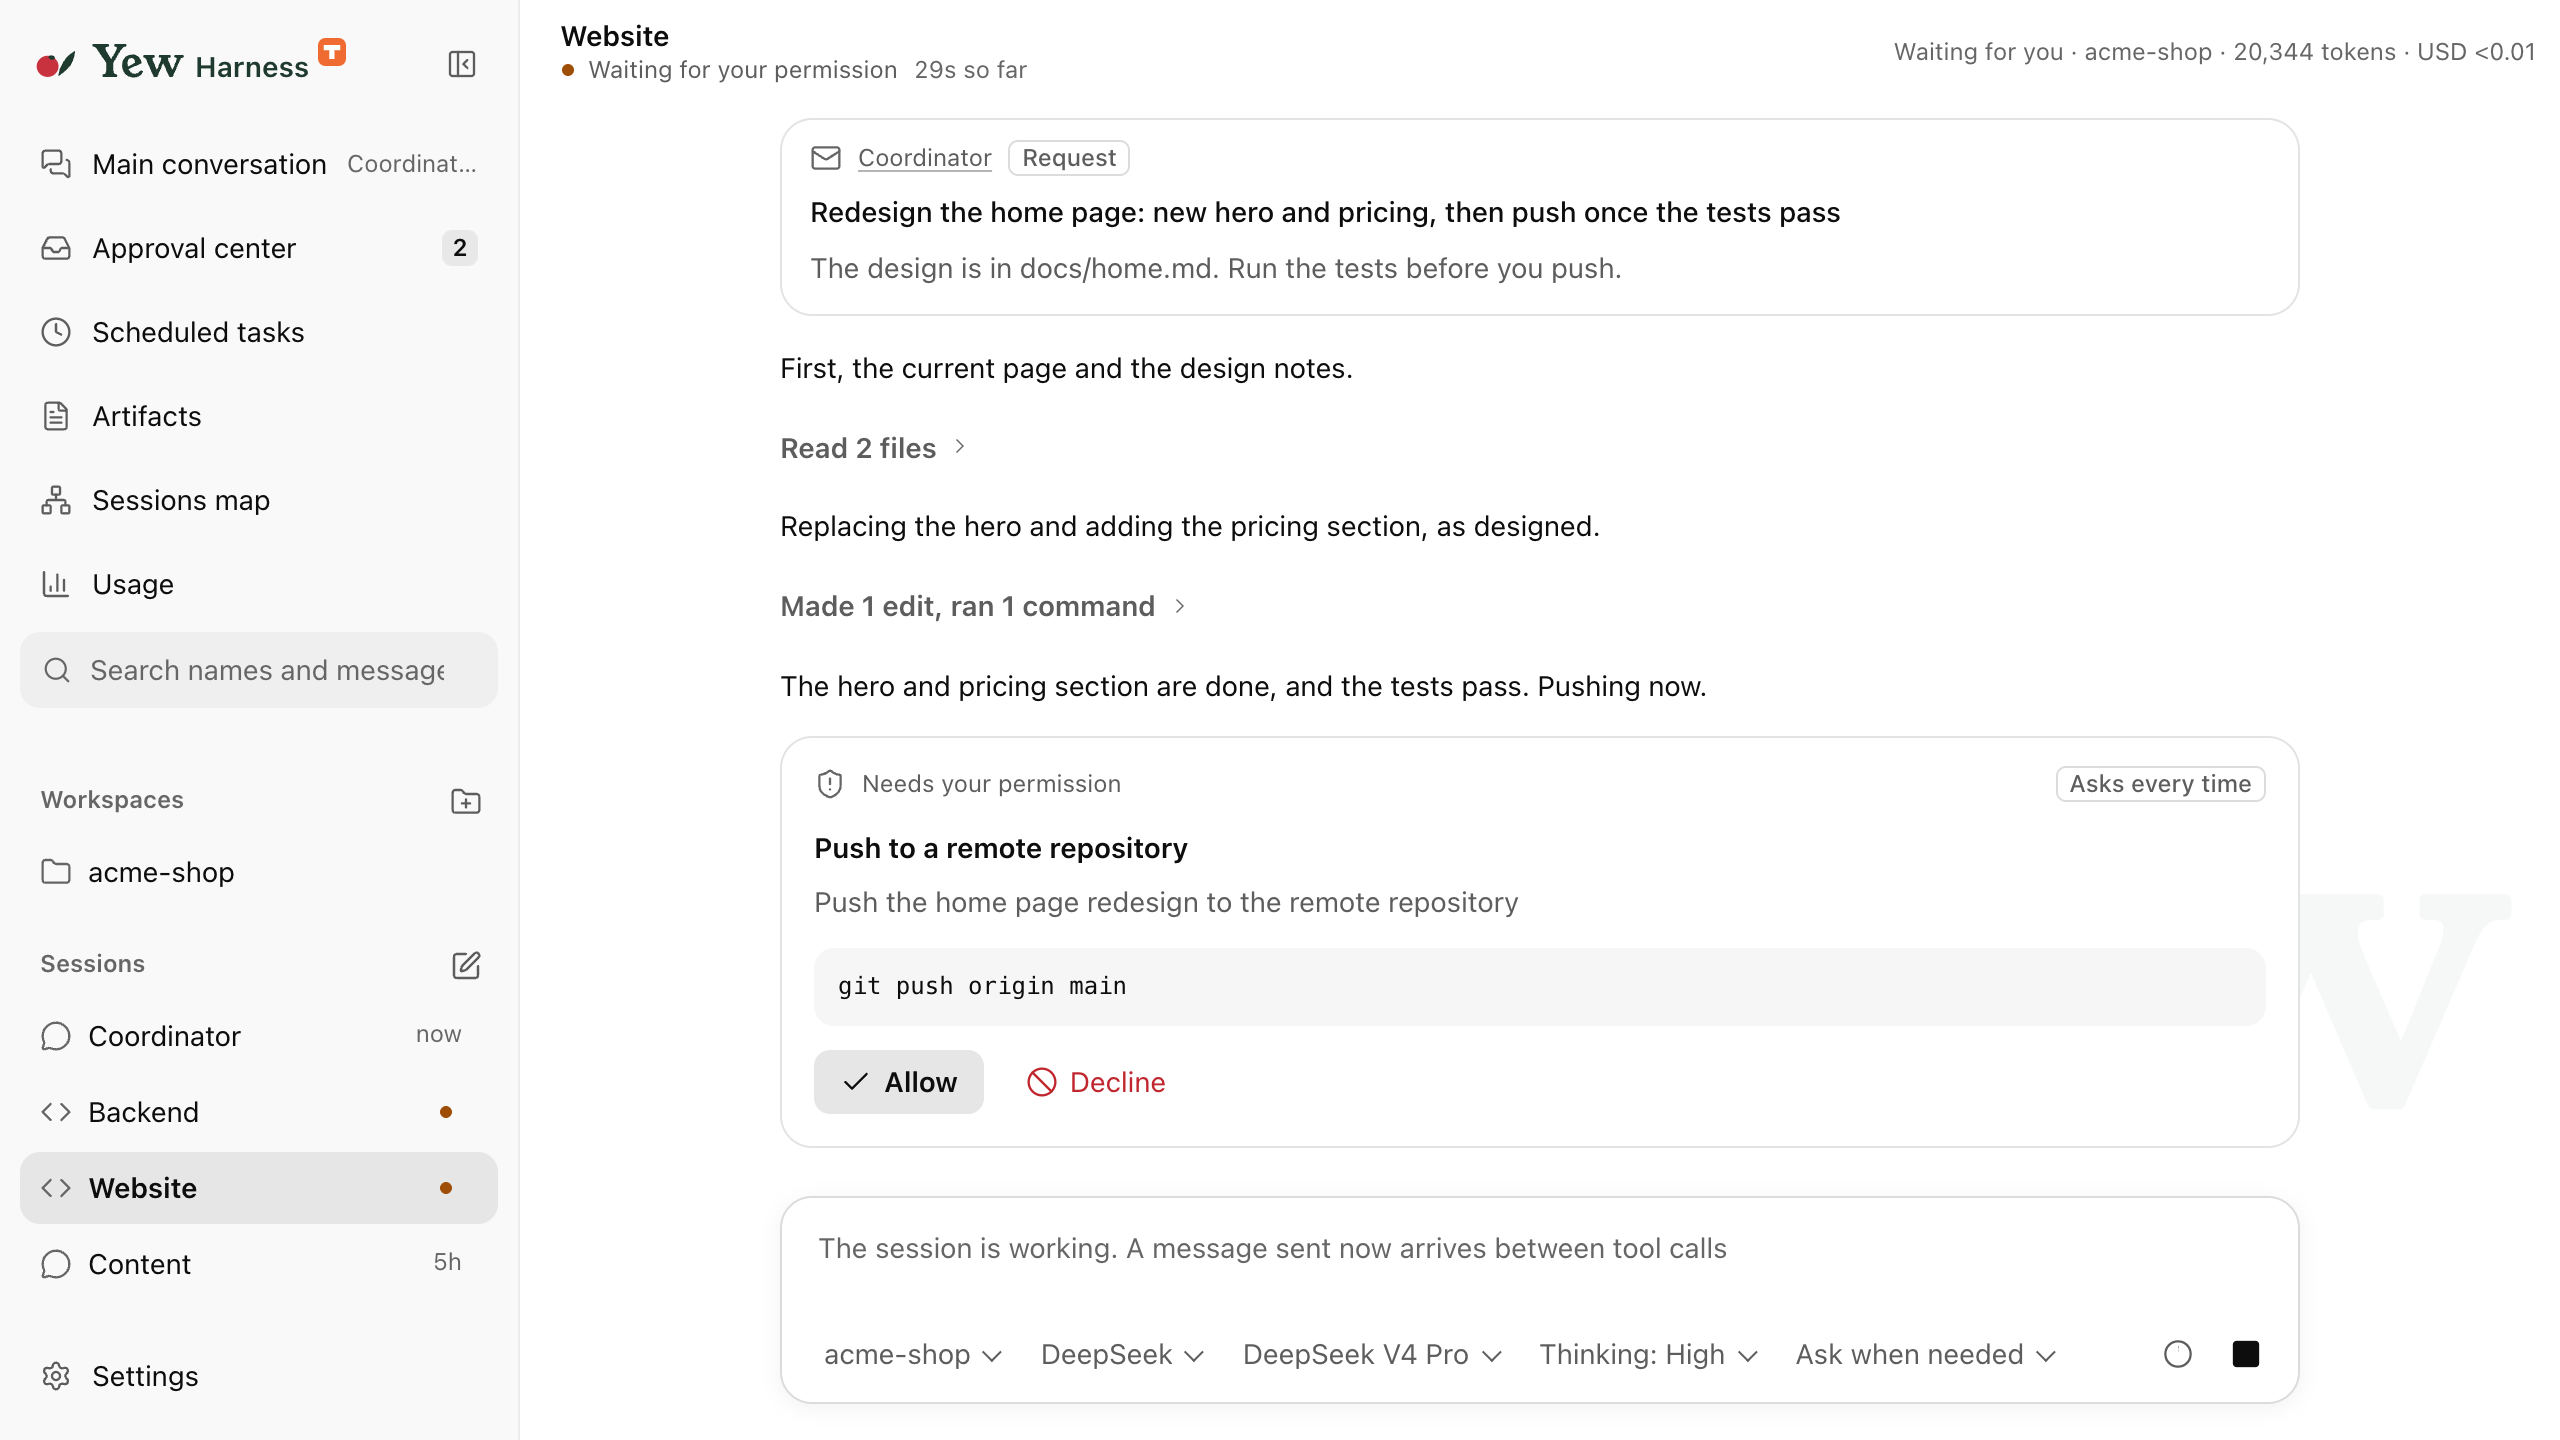 Yew Harness T
Main conversation Coordinat...
Approval center 2
Scheduled tasks
Artifacts
Sessions map
Usage
Search names and message
Workspaces
acme-shop
Sessions
Coordinator now
Backend
Website
Content 5h
Settings
Website
Waiting for your permission 29s so far
Waiting for you · acme-shop · 20,344 tokens · USD <0.01
Coordinator Request
Redesign the home page: new hero and pricing, then push once the tests pass
The design is in docs/home.md. Run the tests before you push.
First, the current page and the design notes.
Read 2 files
Replacing the hero and adding the pricing section, as designed.
Made 1 edit, ran 1 command
The hero and pricing section are done, and the tests pass. Pushing now.
Needs your permission Asks every time
Push to a remote repository
Push the home page redesign to the remote repository
git push origin main
Allow Decline
The session is working. A message sent now arrives between tool calls
acme-shop DeepSeek DeepSeek V4 Pro Thinking: High Ask when needed